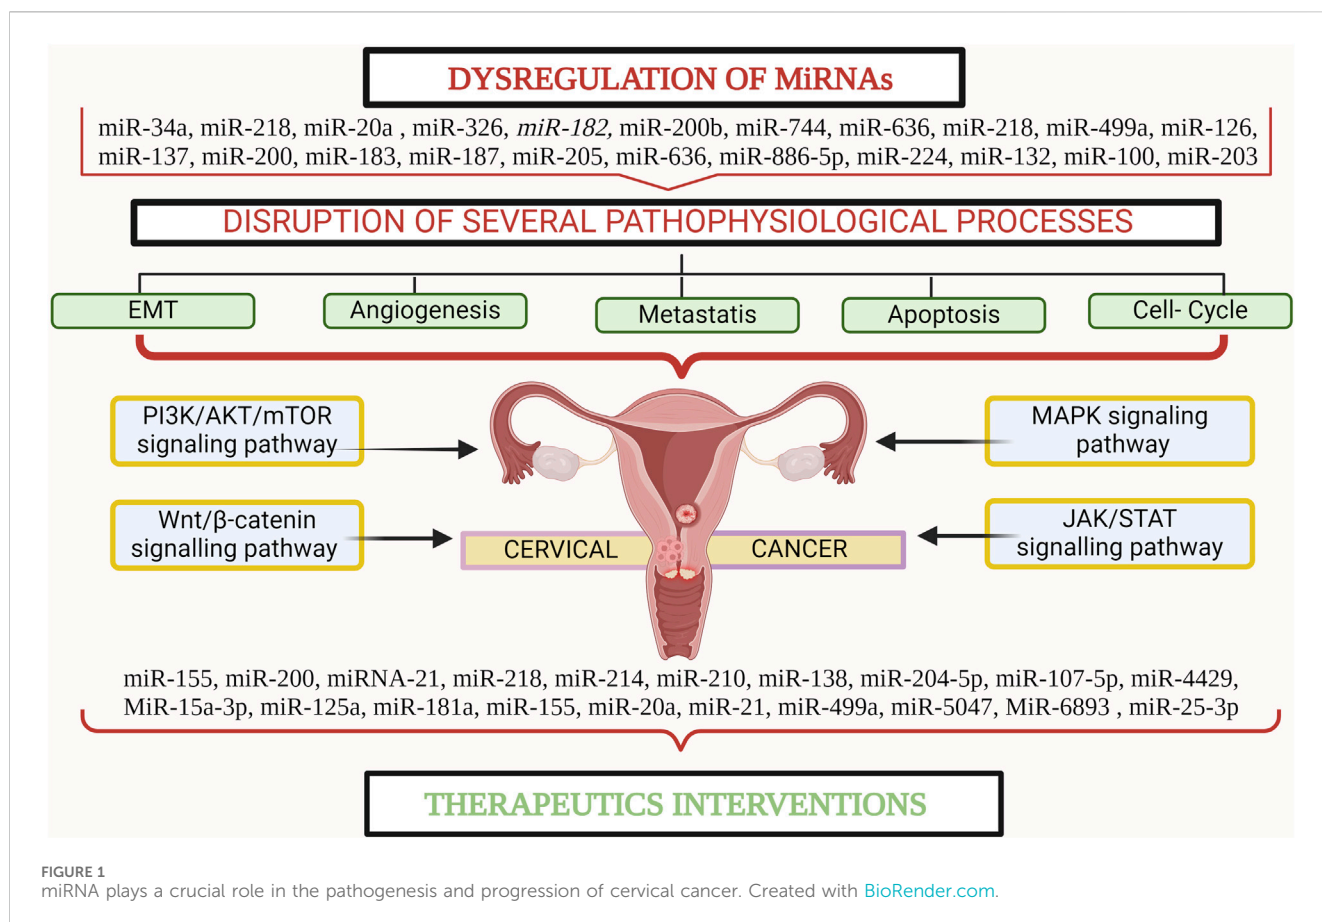 DYSREGULATION OF MiRNAs
miR-34a, miR-218, miR-20a , miR-326, miR-182, miR-200b, miR-744, miR-636, miR-218, miR-499a, miR-126,
miR-137, miR-200, miR-183, miR-187, miR-205, miR-636, miR-886-5p, miR-224, miR-132, miR-100, miR-203
DISRUPTION OF SEVERAL PATHOPHYSIOLOGICAL PROCESSES
EMT
Angiogenesis
Metastatis
Apoptosis
Cell- Cycle
PI3K/AKT/mTOR
signaling pathway
MAPK signaling
pathway
Wnt/β-catenin
signalling pathway
JAK/STAT
signalling pathway
CERVICAL
CANCER
miR-155, miR-200, miRNA-21, miR-218, miR-214, miR-210, miR-138, miR-204-5p, miR-107-5p, miR-4429,
MiR-15a-3p, miR-125a, miR-181a, miR-155, miR-20a, miR-21, miR-499a, miR-5047, MiR-6893 , miR-25-3p
THERAPEUTICS INTERVENTIONS
FIGURE 1
miRNA plays a crucial role in the pathogenesis and progression of cervical cancer. Created with BioRender.com.